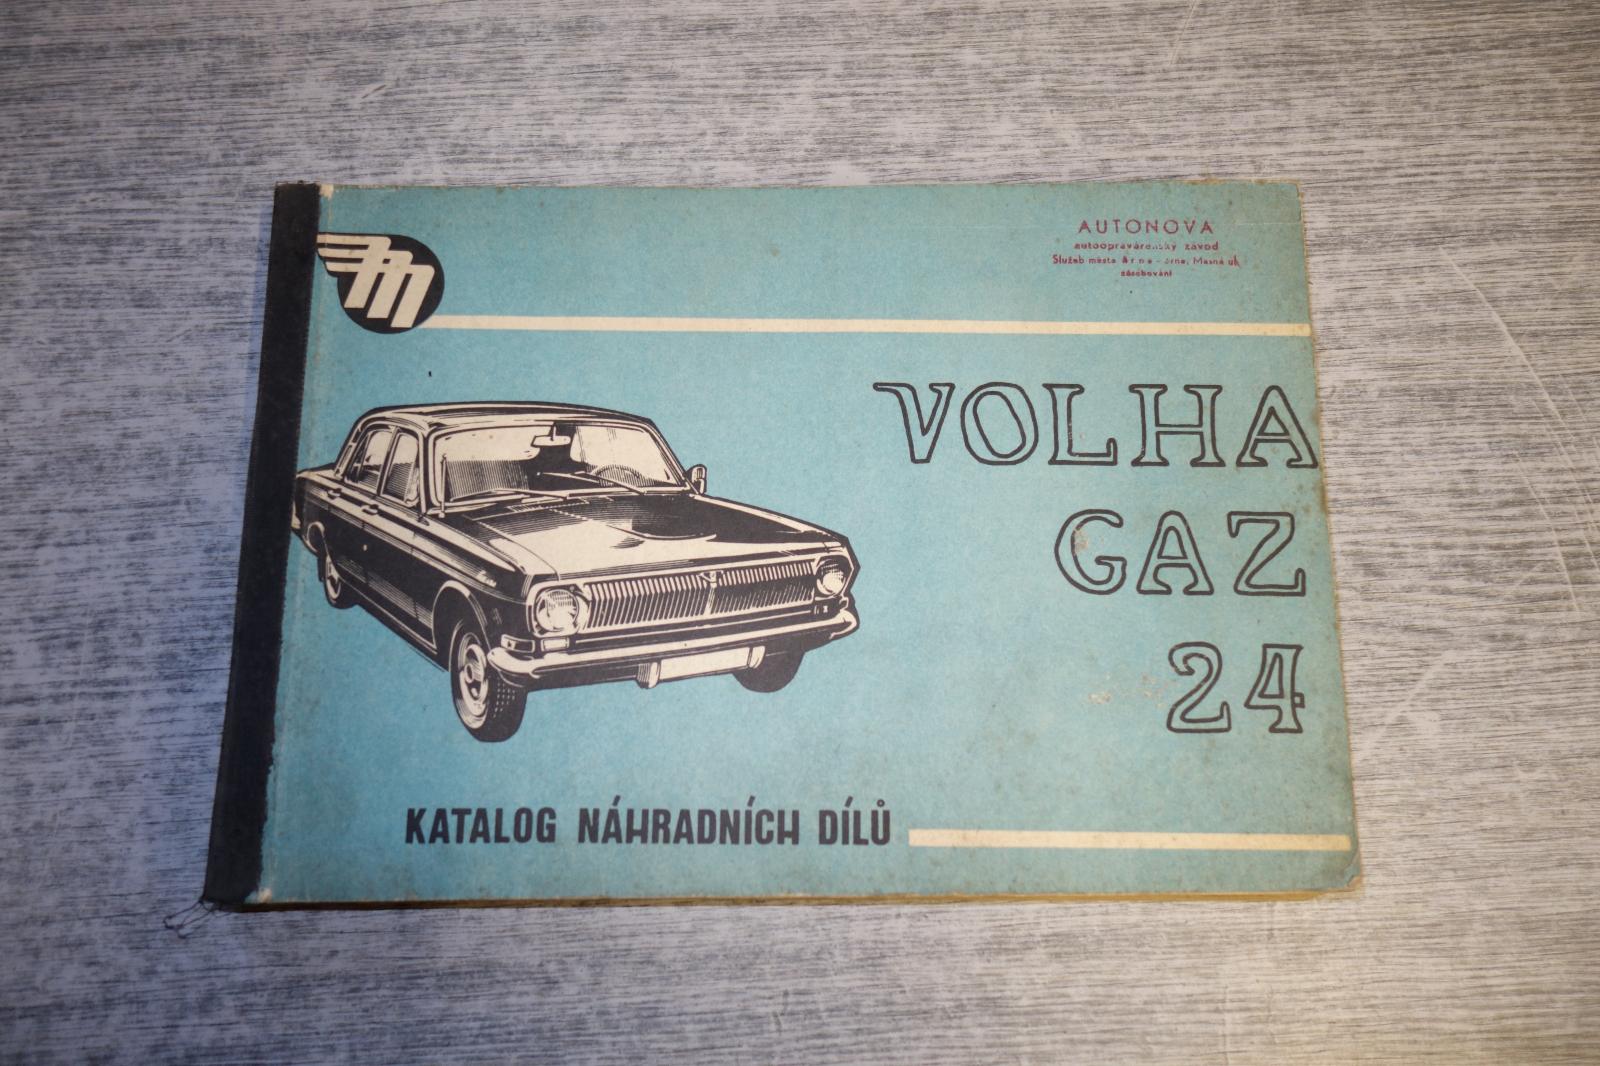 AUTONOVA
autoopravárenský závod
Služeb města Brna - Brno, Masná ul.
zásobování
M
VOLHA
GAZ
24
KATALOG NÁHRADNÍCH DÍLŮ